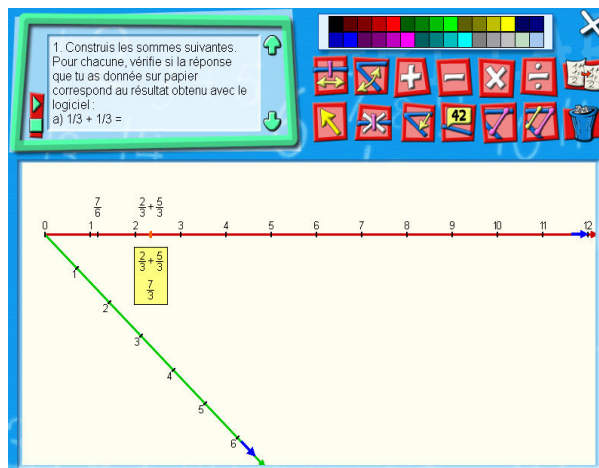 1. Construis les sommes suivantes.
Pour chacune, vérifie si la réponse
que tu as donnée sur papier
correspond au résultat obtenu avec le
logiciel :
a) 1/3 + 1/3 =
42
7/6 2/3 + 5/3
0 1 2 3 4 5 6 7 8 9 10 11 12
2/3 + 5/3
7/3
1
2
3
4
5
6